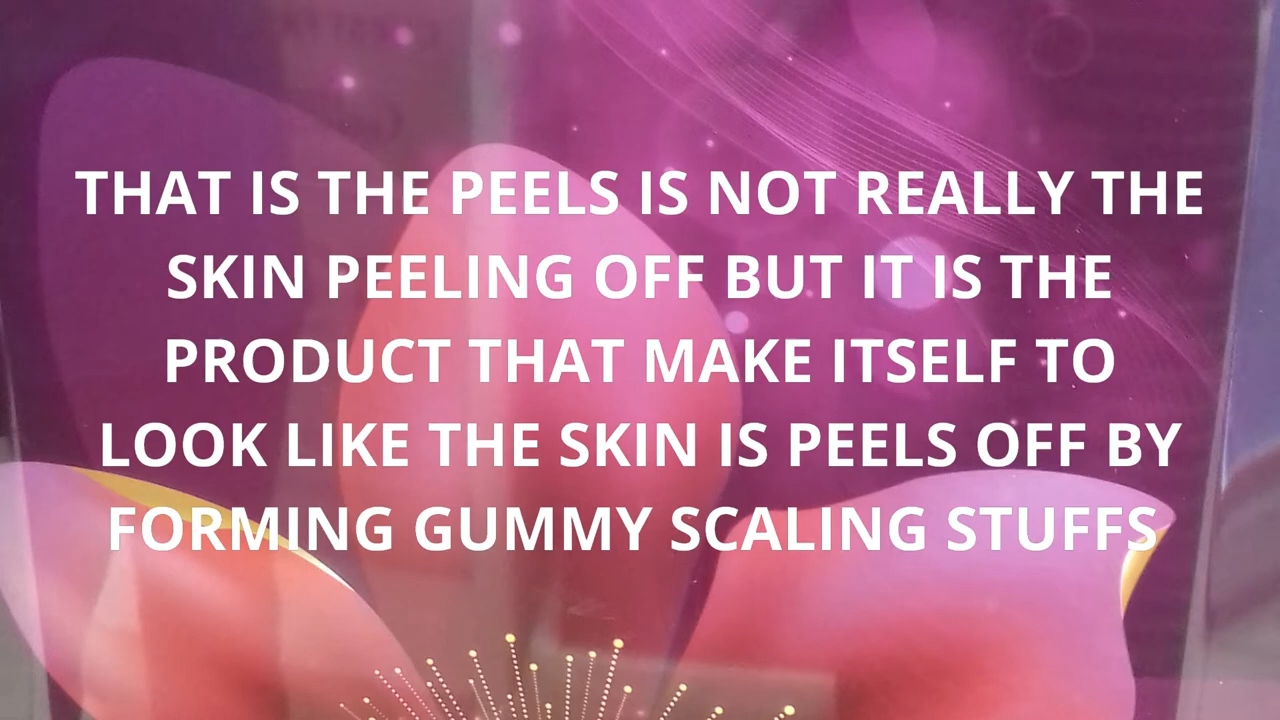 THAT IS THE PEELS IS NOT REALLY THE
SKIN PEELING OFF BUT IT IS THE
PRODUCT THAT MAKE ITSELF TO
LOOK LIKE THE SKIN IS PEELS OFF BY
FORMING GUMMY SCALING STUFFS